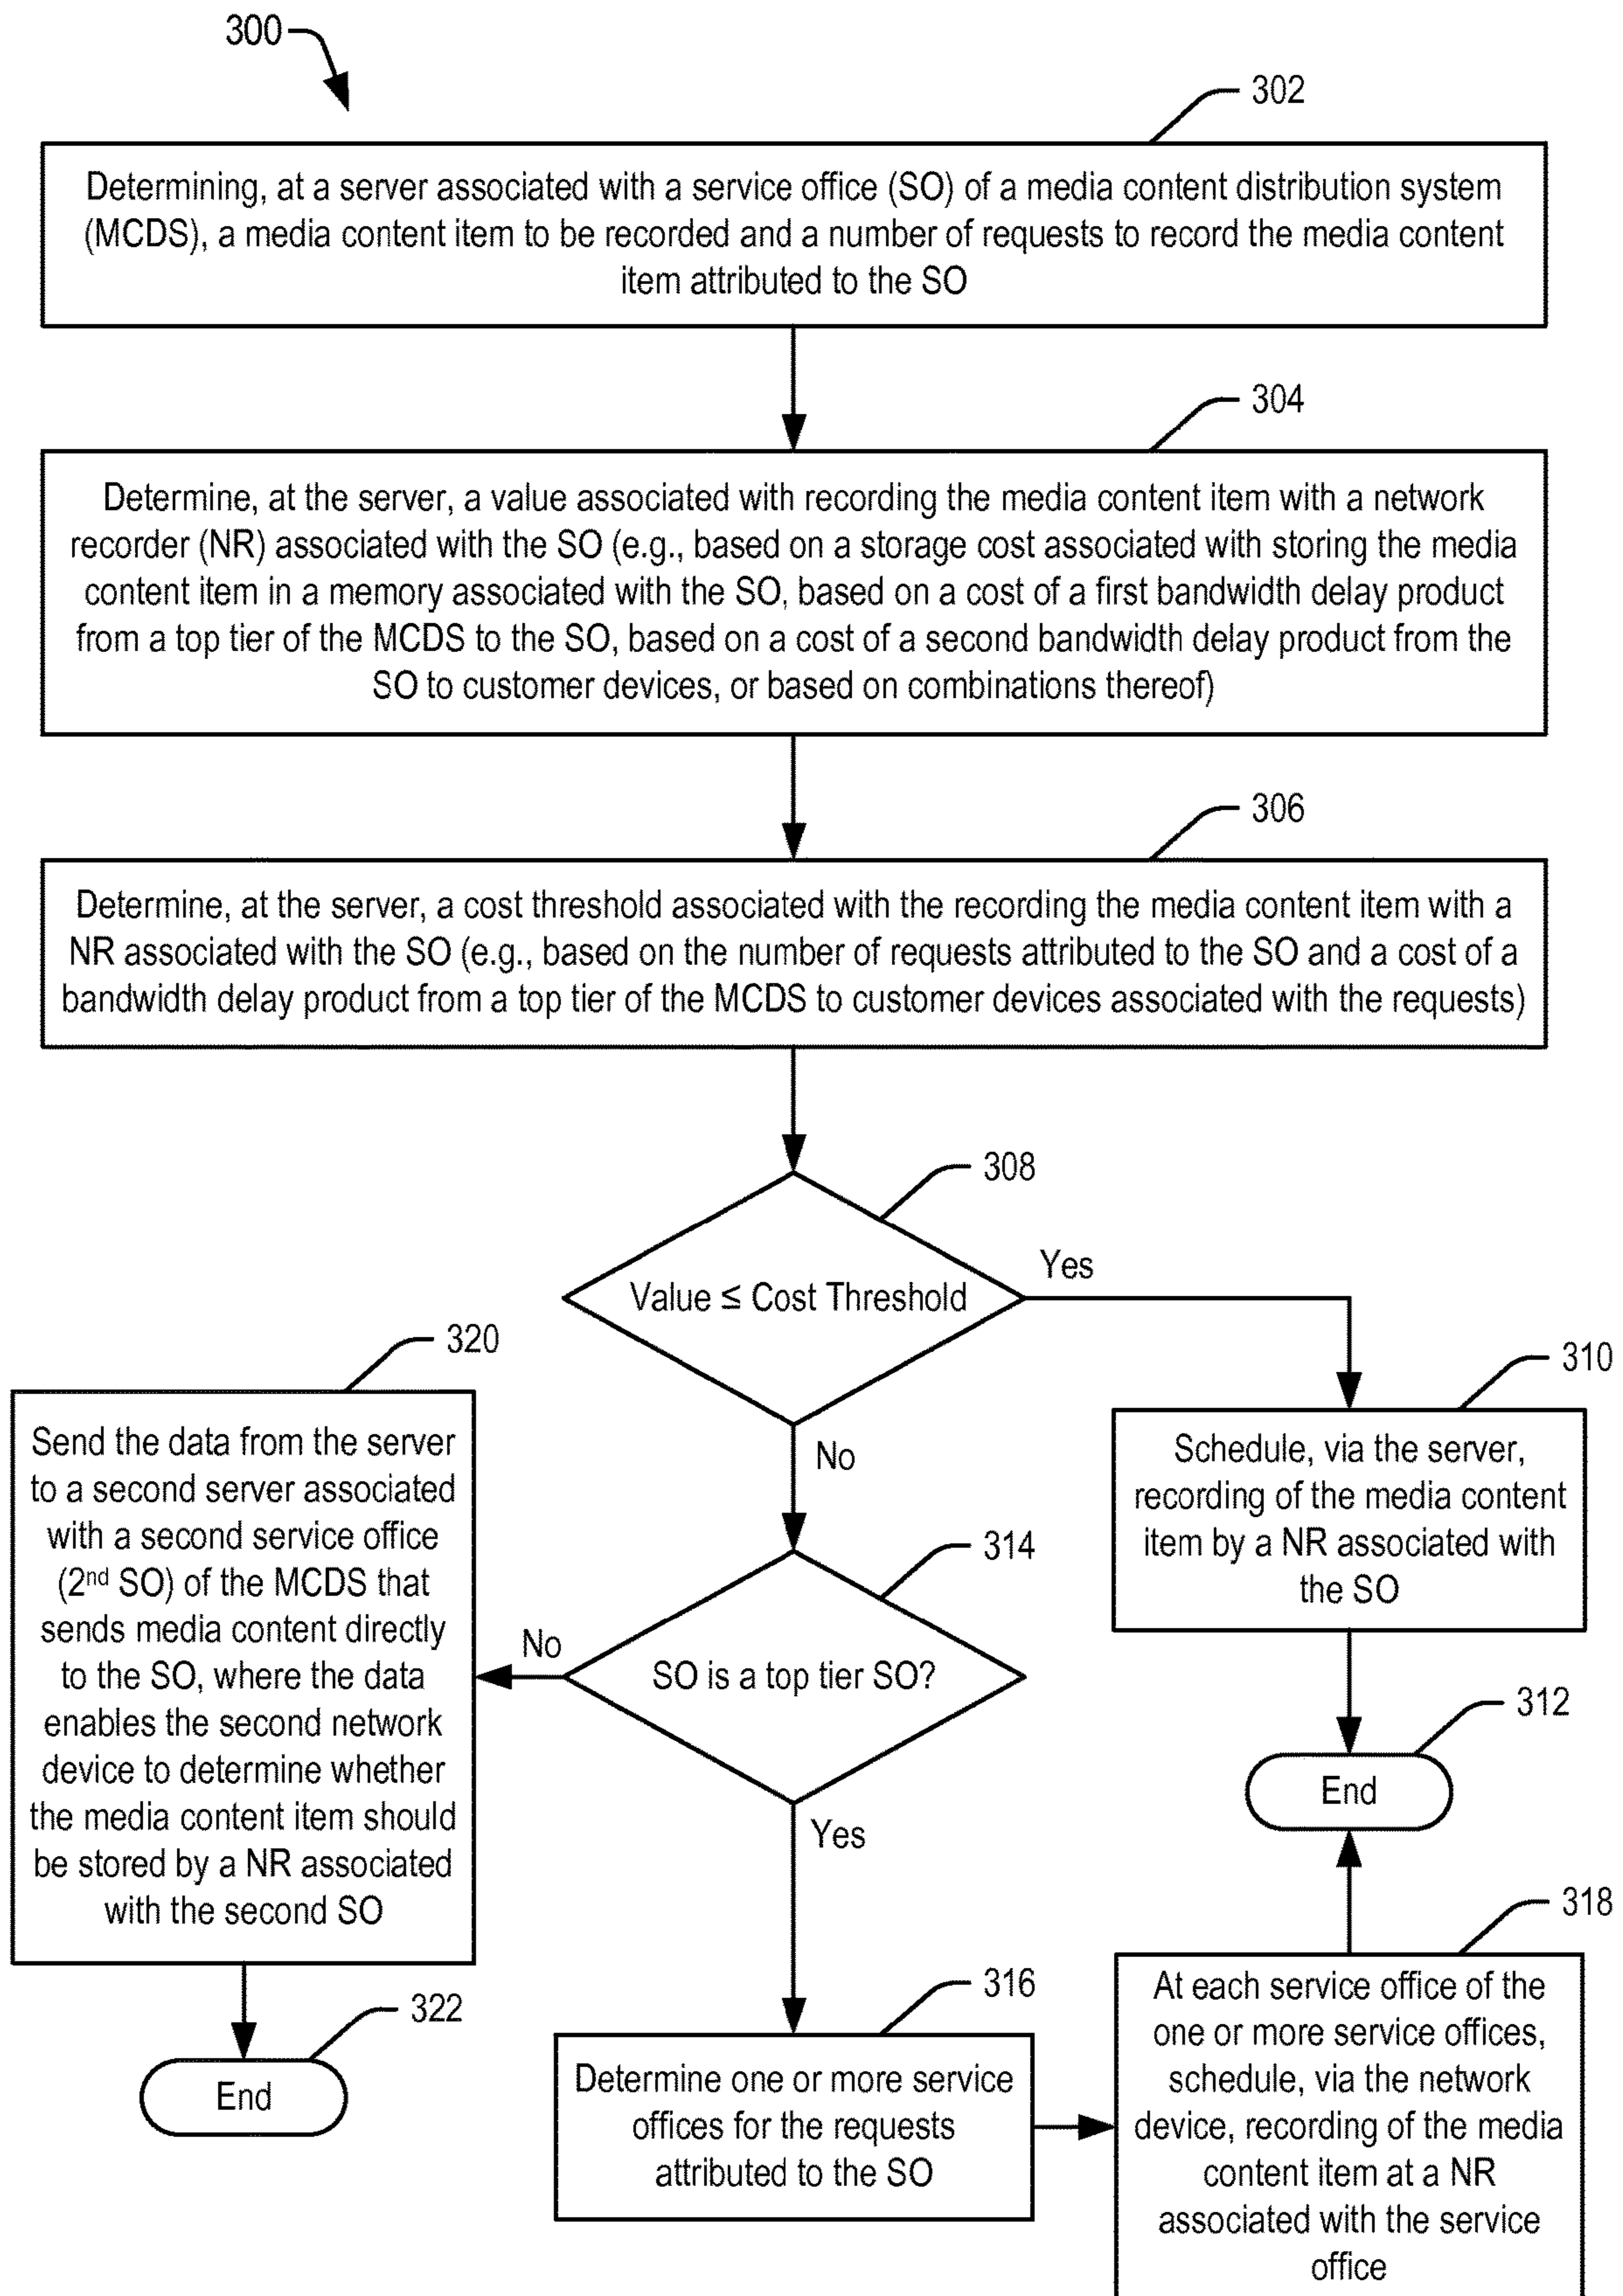 300
302
Determining, at a server associated with a service office (SO) of a media content distribution system
(MCDS), a media content item to be recorded and a number of requests to record the media content
item attributed to the SO
304
Determine, at the server, a value associated with recording the media content item with a network
recorder (NR) associated with the SO (e.g., based on a storage cost associated with storing the media
content item in a memory associated with the SO, based on a cost of a first bandwidth delay product
from a top tier of the MCDS to the SO, based on a cost of a second bandwidth delay product from the
SO to customer devices, or based on combinations thereof)
306
Determine, at the server, a cost threshold associated with the recording the media content item with a
NR associated with the SO (e.g., based on the number of requests attributed to the SO and a cost of a
bandwidth delay product from a top tier of the MCDS to customer devices associated with the requests)
308
Value ≤ Cost Threshold
Yes
No
310
Schedule, via the server,
recording of the media content
item by a NR associated with
the SO
312
End
314
SO is a top tier SO?
No
Yes
320
Send the data from the server
to a second server associated
with a second service office
(2nd SO) of the MCDS that
sends media content directly
to the SO, where the data
enables the second network
device to determine whether
the media content item should
be stored by a NR associated
with the second SO
322
End
316
Determine one or more service
offices for the requests
attributed to the SO
318
At each service office of the
one or more service offices,
schedule, via the network
device, recording of the media
content item at a NR
associated with the service
office